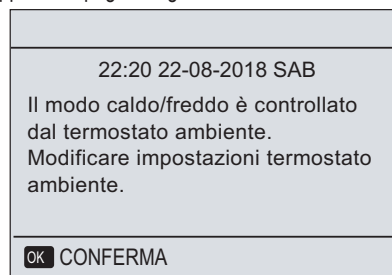 22:20 22-08-2018 SAB
Il modo caldo/freddo è controllato
dal termostato ambiente.
Modificare impostazioni termostato
ambiente.
OK CONFERMA